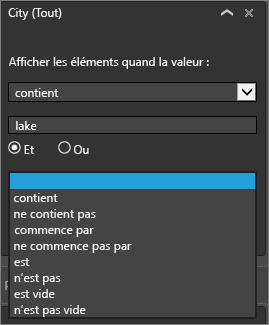 City (Tout)
Afficher les éléments quand la valeur :
contient
lake
Et Ou
contient
ne contient pas
commence par
ne commence pas par
est
n'est pas
est vide
n'est pas vide